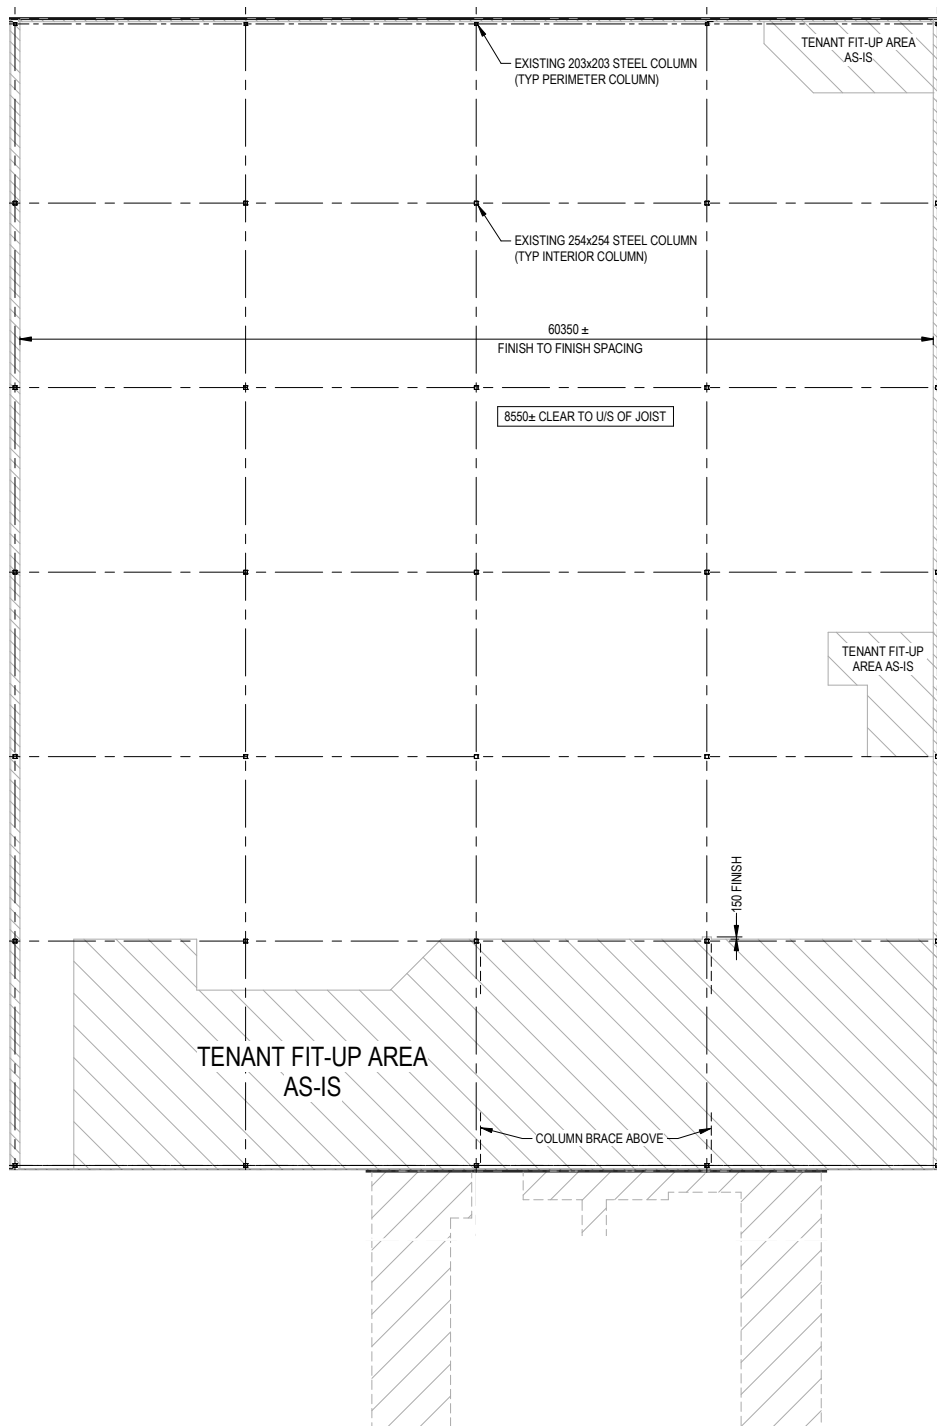 TENANT FIT-UP AREA
AS-IS
EXISTING 203x203 STEEL COLUMN
(TYP PERIMETER COLUMN)
EXISTING 254x254 STEEL COLUMN
(TYP INTERIOR COLUMN)
60350 ±
FINISH TO FINISH SPACING
8550± CLEAR TO U/S OF JOIST
TENANT FIT-UP
AREA AS-IS
150 FINISH
TENANT FIT-UP AREA
AS-IS
COLUMN BRACE ABOVE